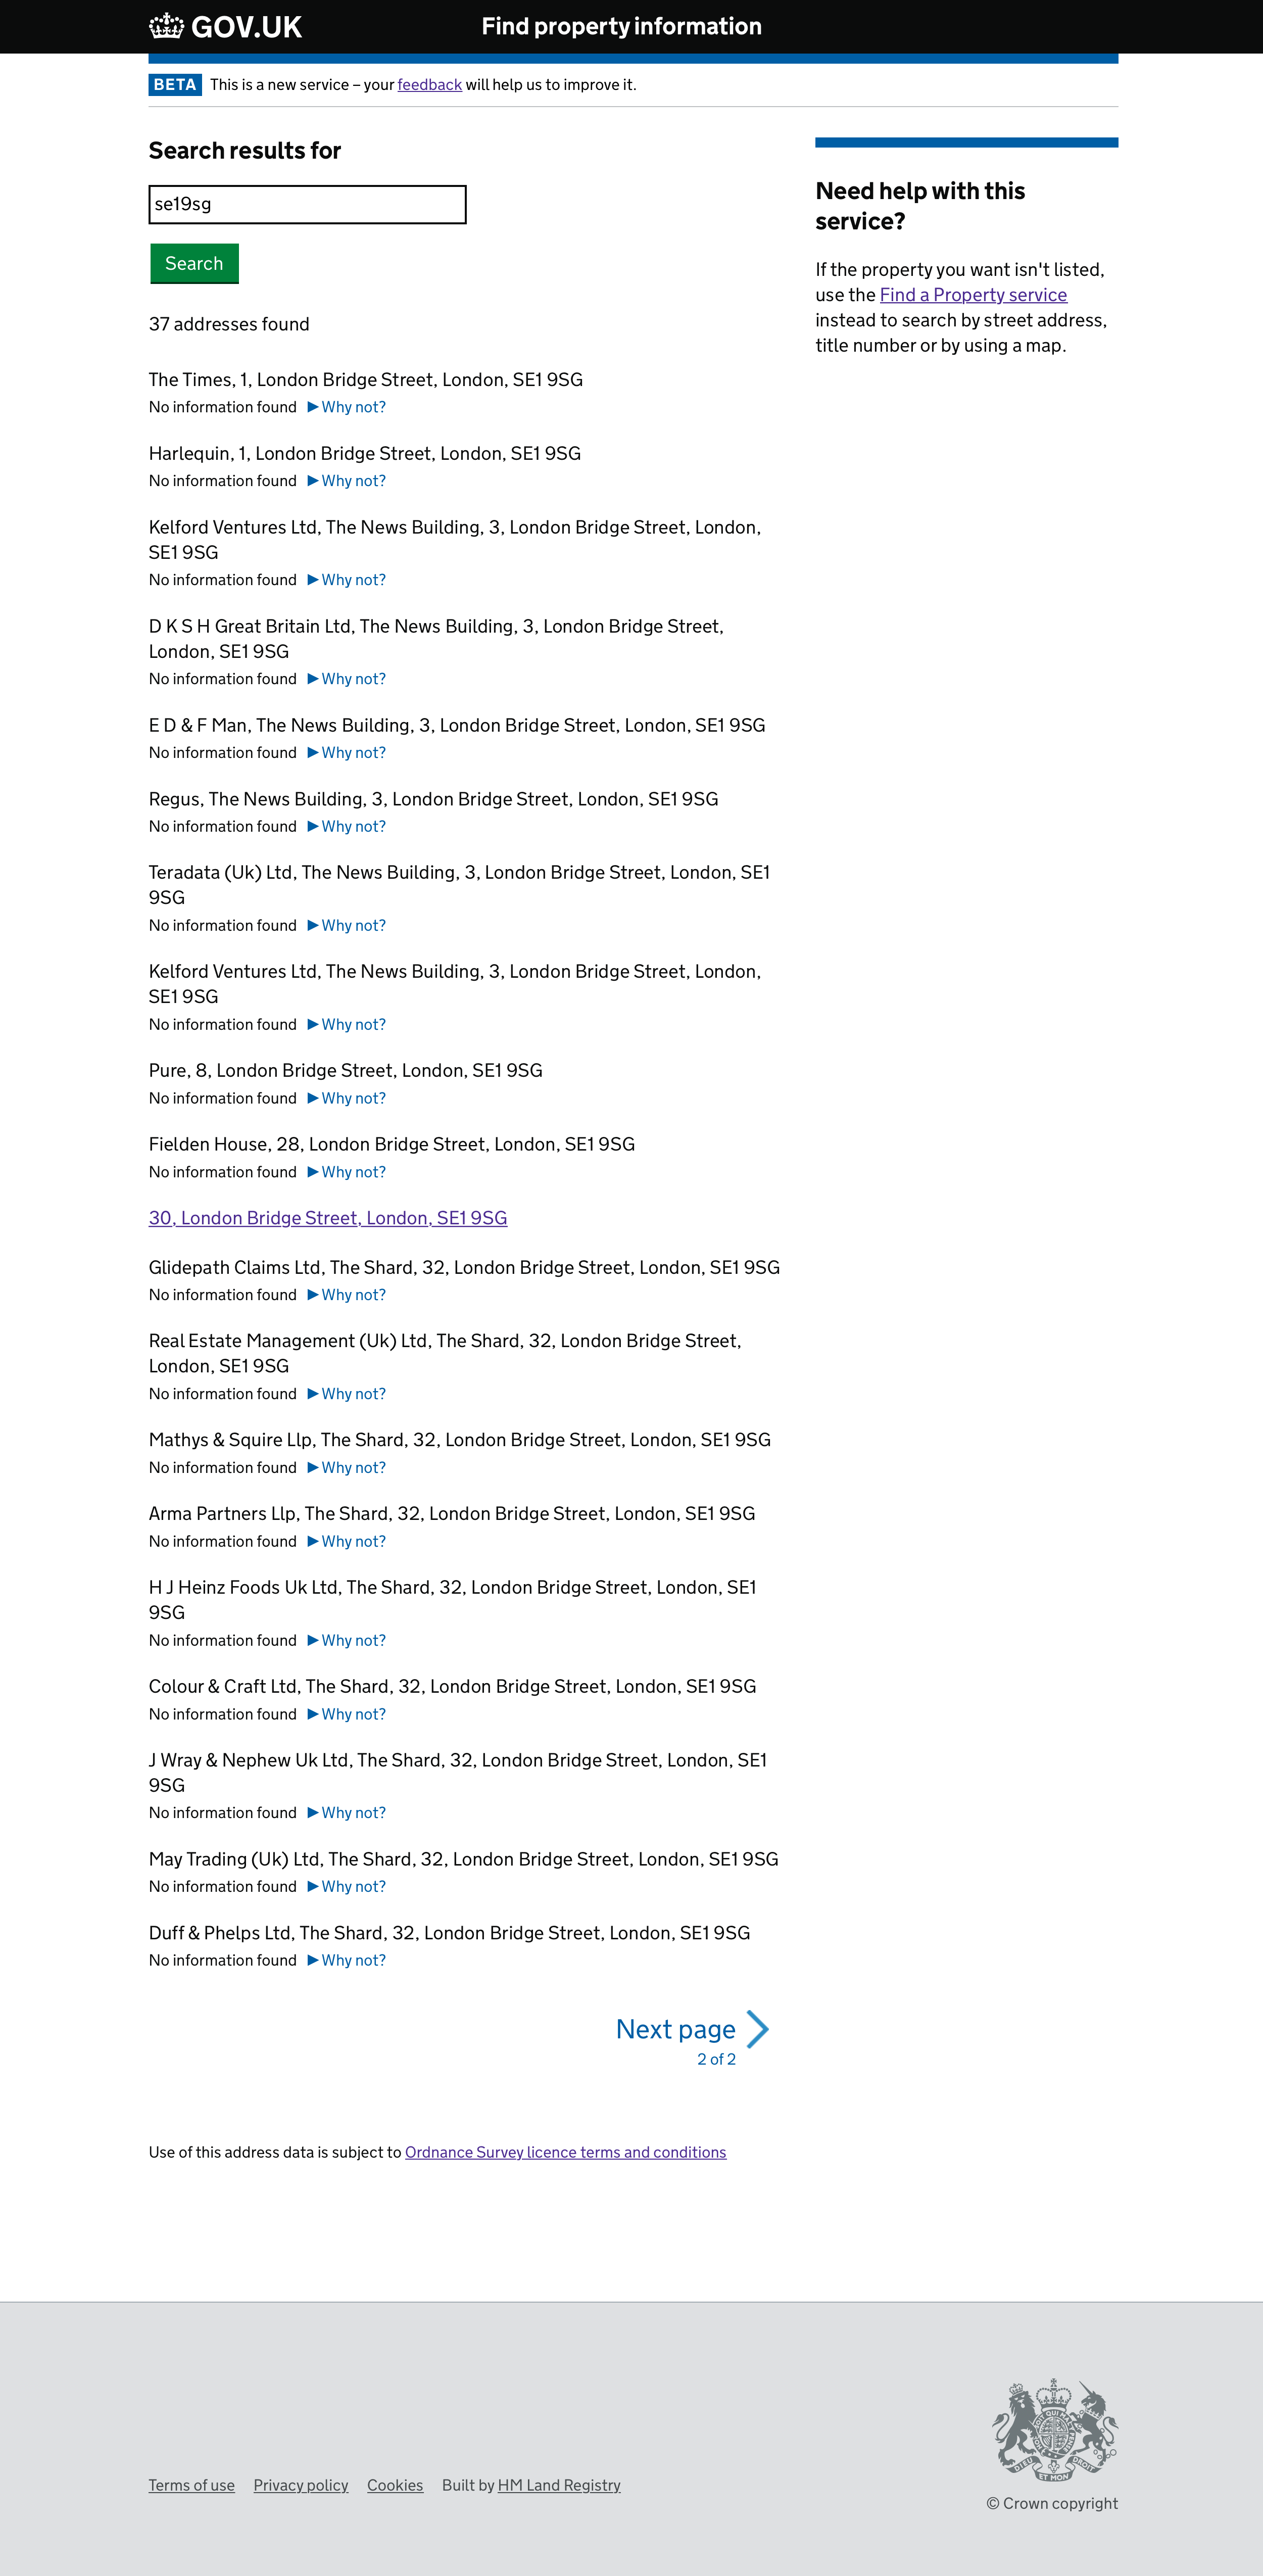 GOV.UK
Find property information
BETA This is a new service – your feedback will help us to improve it.
Search results for
se19sg
Search
37 addresses found
The Times, 1, London Bridge Street, London, SE1 9SG
No information found ▶ Why not?
Harlequin, 1, London Bridge Street, London, SE1 9SG
No information found ▶ Why not?
Kelford Ventures Ltd, The News Building, 3, London Bridge Street, London,
SE1 9SG
No information found ▶ Why not?
D K S H Great Britain Ltd, The News Building, 3, London Bridge Street,
London, SE1 9SG
No information found ▶ Why not?
E D & F Man, The News Building, 3, London Bridge Street, London, SE1 9SG
No information found ▶ Why not?
Regus, The News Building, 3, London Bridge Street, London, SE1 9SG
No information found ▶ Why not?
Teradata (Uk) Ltd, The News Building, 3, London Bridge Street, London, SE1
9SG
No information found ▶ Why not?
Kelford Ventures Ltd, The News Building, 3, London Bridge Street, London,
SE1 9SG
No information found ▶ Why not?
Pure, 8, London Bridge Street, London, SE1 9SG
No information found ▶ Why not?
Fielden House, 28, London Bridge Street, London, SE1 9SG
No information found ▶ Why not?
30, London Bridge Street, London, SE1 9SG
Glidepath Claims Ltd, The Shard, 32, London Bridge Street, London, SE1 9SG
No information found ▶ Why not?
Real Estate Management (Uk) Ltd, The Shard, 32, London Bridge Street,
London, SE1 9SG
No information found ▶ Why not?
Mathys & Squire Llp, The Shard, 32, London Bridge Street, London, SE1 9SG
No information found ▶ Why not?
Arma Partners Llp, The Shard, 32, London Bridge Street, London, SE1 9SG
No information found ▶ Why not?
H J Heinz Foods Uk Ltd, The Shard, 32, London Bridge Street, London, SE1
9SG
No information found ▶ Why not?
Colour & Craft Ltd, The Shard, 32, London Bridge Street, London, SE1 9SG
No information found ▶ Why not?
J Wray & Nephew Uk Ltd, The Shard, 32, London Bridge Street, London, SE1
9SG
No information found ▶ Why not?
May Trading (Uk) Ltd, The Shard, 32, London Bridge Street, London, SE1 9SG
No information found ▶ Why not?
Duff & Phelps Ltd, The Shard, 32, London Bridge Street, London, SE1 9SG
No information found ▶ Why not?
Next page
2 of 2
Use of this address data is subject to Ordnance Survey licence terms and conditions
Need help with this
service?
If the property you want isn't listed,
use the Find a Property service
instead to search by street address,
title number or by using a map.
Terms of use Privacy policy Cookies Built by HM Land Registry
DIEU ET MON DROIT
© Crown copyright